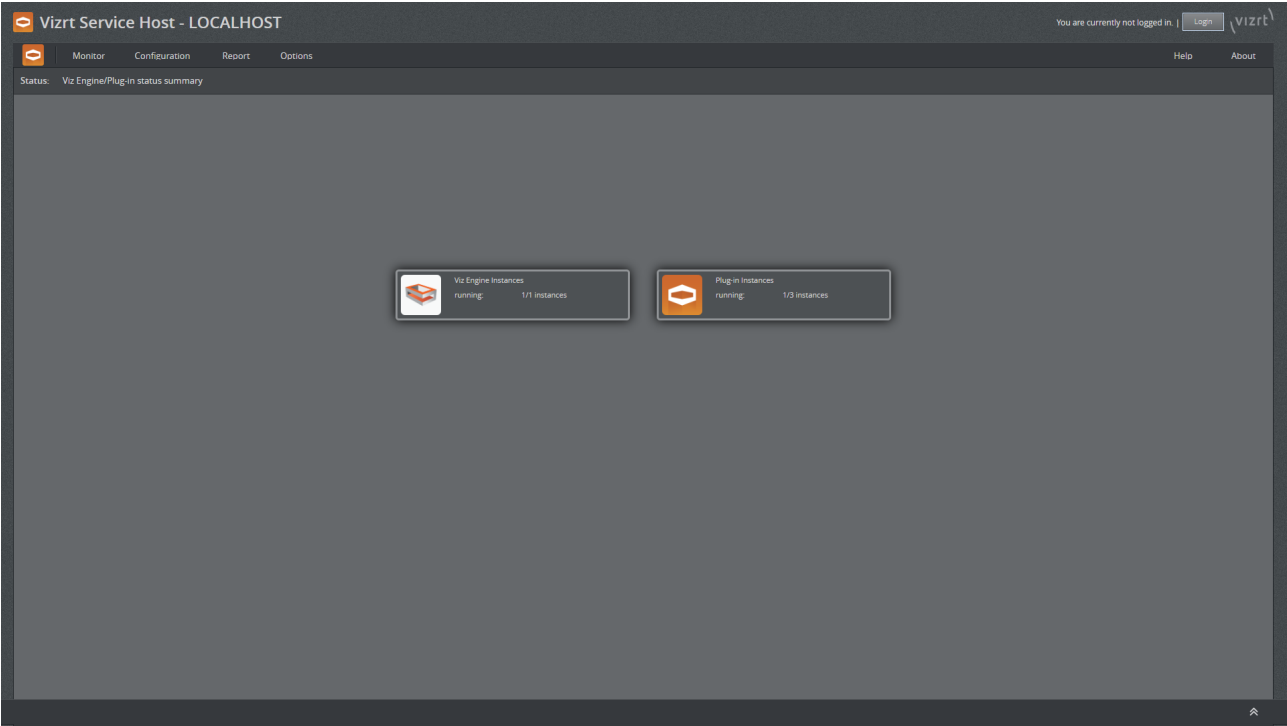 Vizrt Service Host - LOCALHOST
You are currently not logged in. | Login
vizrt
Monitor Configuration Report Options Help About
Status: Viz Engine/Plug-in status summary
Viz Engine Instances
running: 1/1 instances
Plug-in Instances
running: 1/3 instances